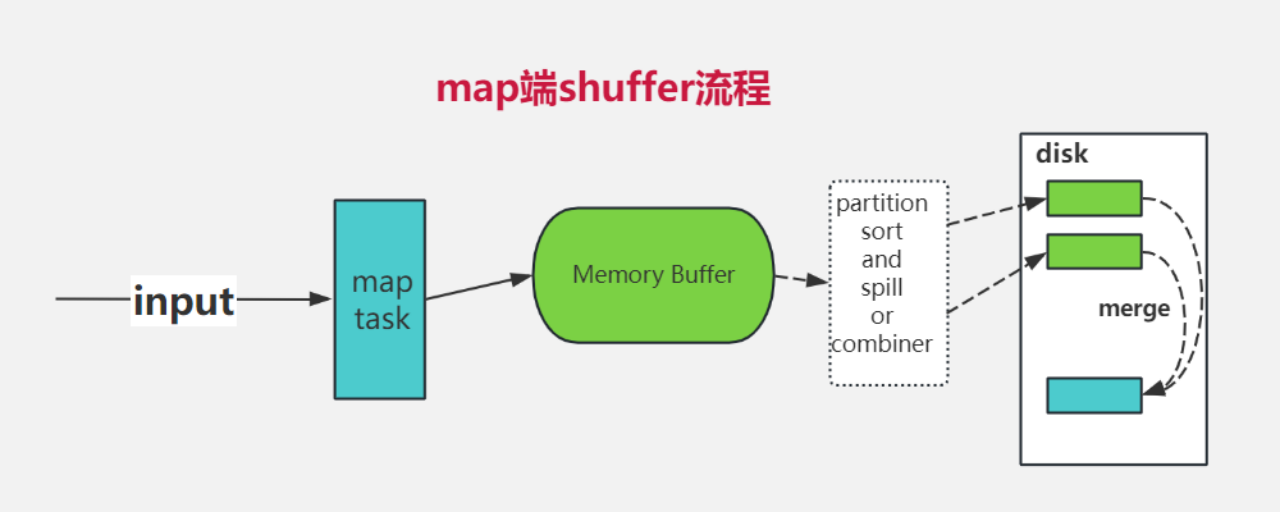 map端shuffer流程
input
map
task
Memory Buffer
partition
sort
and
spill
or
combiner
disk
merge